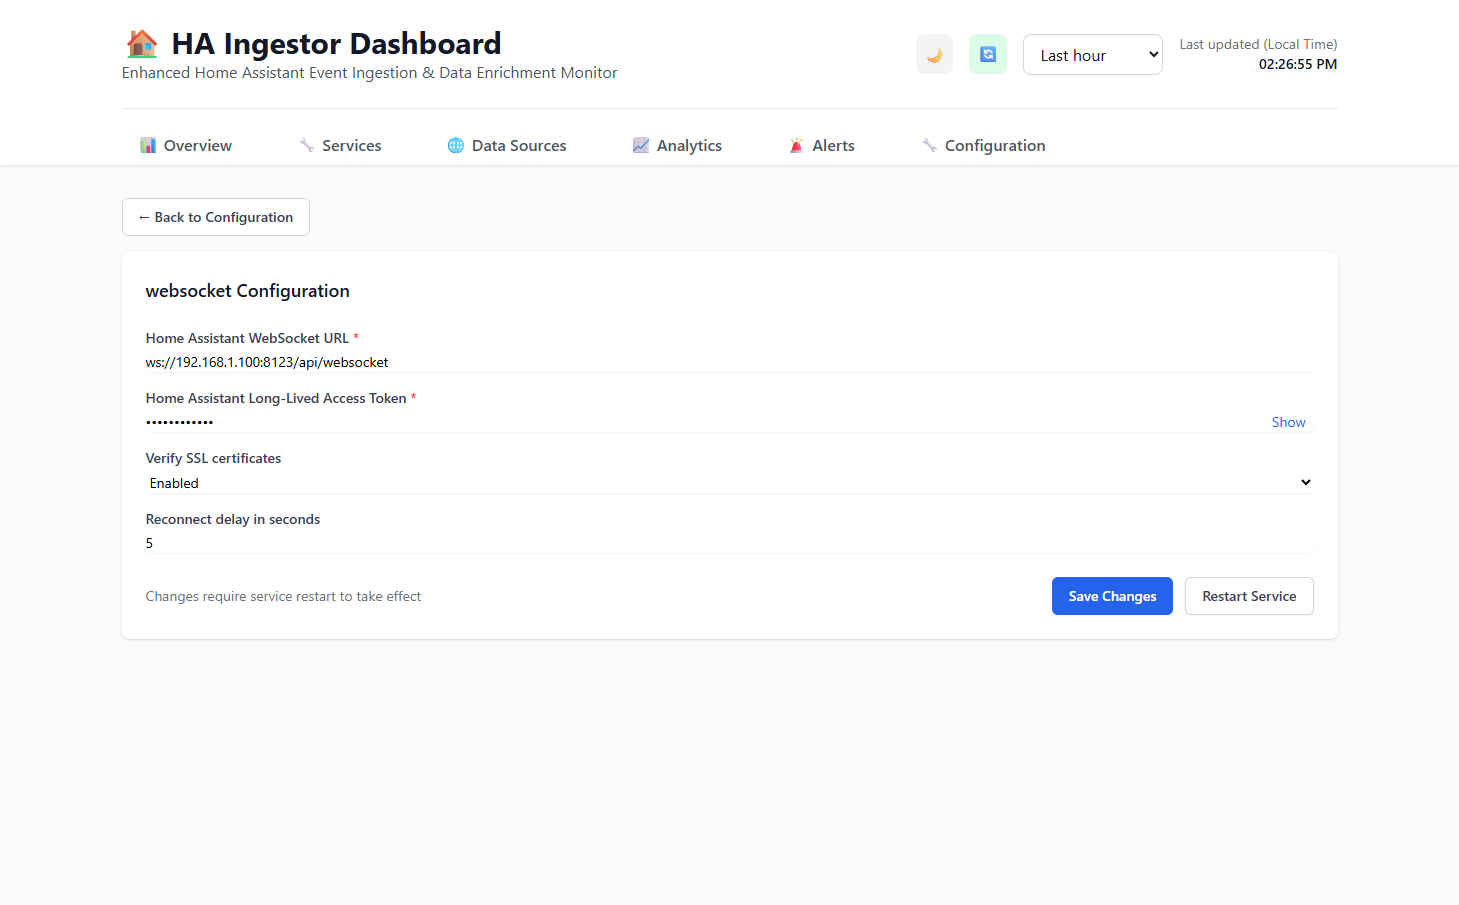 HA Ingestor Dashboard
Enhanced Home Assistant Event Ingestion & Data Enrichment Monitor
Last hour
Last updated (Local Time)
02:26:55 PM
Overview
Services
Data Sources
Analytics
Alerts
Configuration
← Back to Configuration
websocket Configuration
Home Assistant WebSocket URL *
ws://192.168.1.100:8123/api/websocket
Home Assistant Long-Lived Access Token *
••••••••••••
Show
Verify SSL certificates
Enabled
Reconnect delay in seconds
5
Changes require service restart to take effect
Save Changes
Restart Service